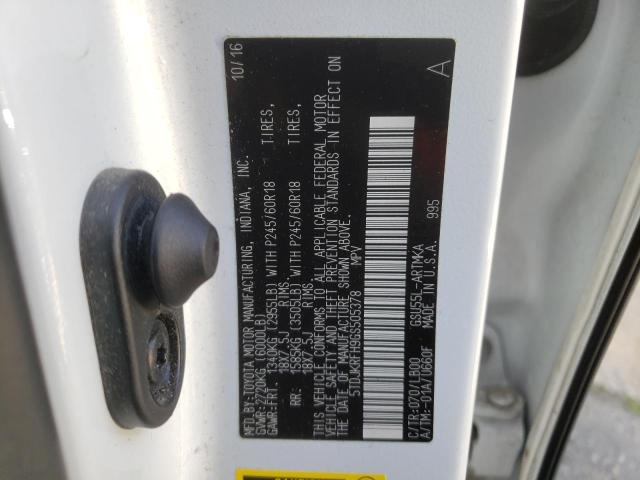 MFD.BY:TOYOTA MOTOR MANUFACTURING, INDIANA, INC. 10/16
GVWR:2720KG (6000LB)
GAWR:FRT. 1340KG (2955LB) WITH P245/60R18 TIRES,
18X7.5J RIMS
RR. 1592KG (3505LB) WITH P245/60R18 TIRES,
18X7.5J RIMS
THIS VEHICLE CONFORMS TO ALL APPLICABLE FEDERAL MOTOR
VEHICLE SAFETY AND THEFT PREVENTION STANDARDS IN EFFECT ON
THE DATE OF MANUFACTURE SHOWN ABOVE.
5TDJKRFH9GS505378 MPV
A
C/TR:070/LB00 GSU55L-ARTMKA 995
A/TM:-01A/U660F MADE IN U.S.A.